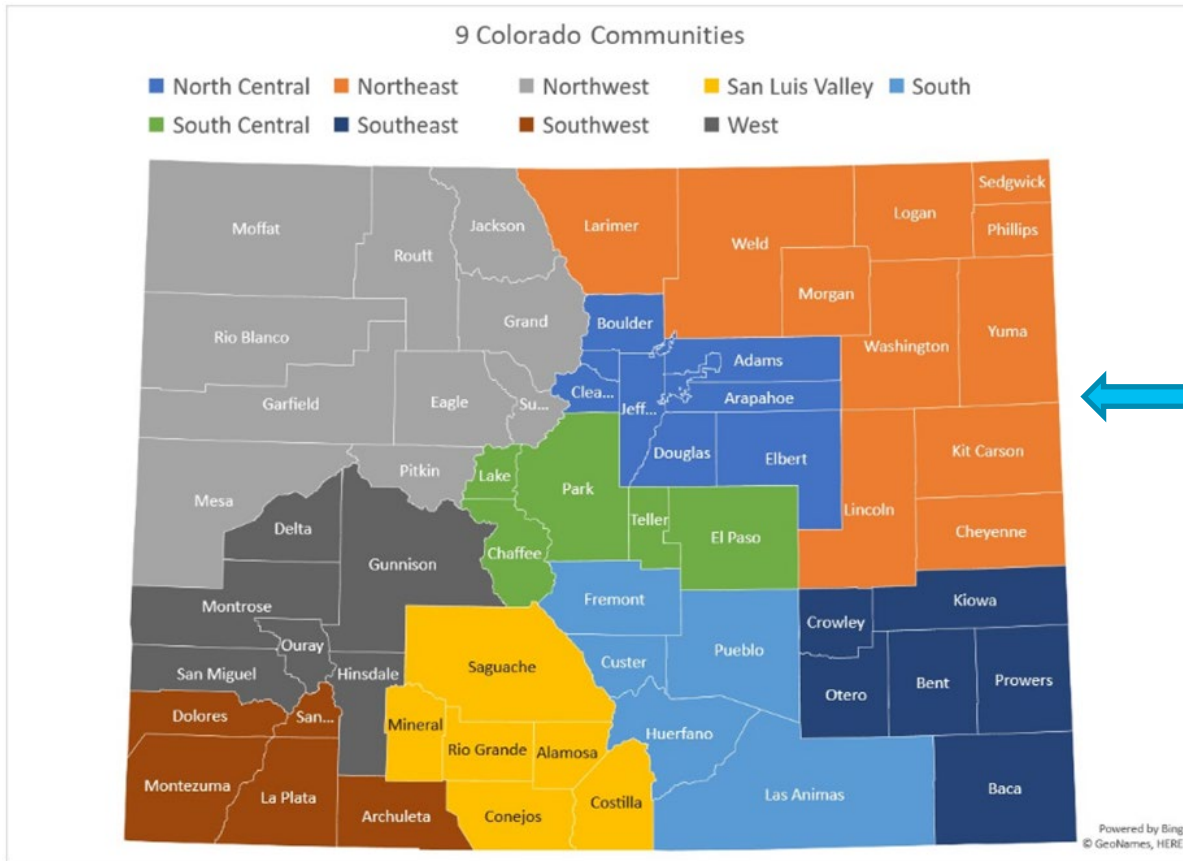 9 Colorado Communities
North Central Northeast Northwest San Luis Valley South
South Central Southeast Southwest West
Sedgwick
Logan
Moffat
Jackson
Larimer
Phillips
Weld
Routt
Morgan
Grand
Boulder
Rio Blanco
Yuma
Washington
Adams
Clea...
Arapahoe
Garfield
Eagle
Su...
Jeff...
Douglas
Elbert
Kit Carson
Pitkin
Lake
Park
Mesa
Lincoln
Teller
Delta
El Paso
Cheyenne
Chaffee
Gunnison
Fremont
Kiowa
Montrose
Crowley
Ouray
Pueblo
Custer
Saguache
San Miguel
Hinsdale
Prowers
Bent
Otero
Dolores
San...
Mineral
Huerfano
Rio Grande
Alamosa
Montezuma
La Plata
Las Animas
Baca
Costilla
Archuleta
Conejos
Powered by Bing
© GeoNames, HERE